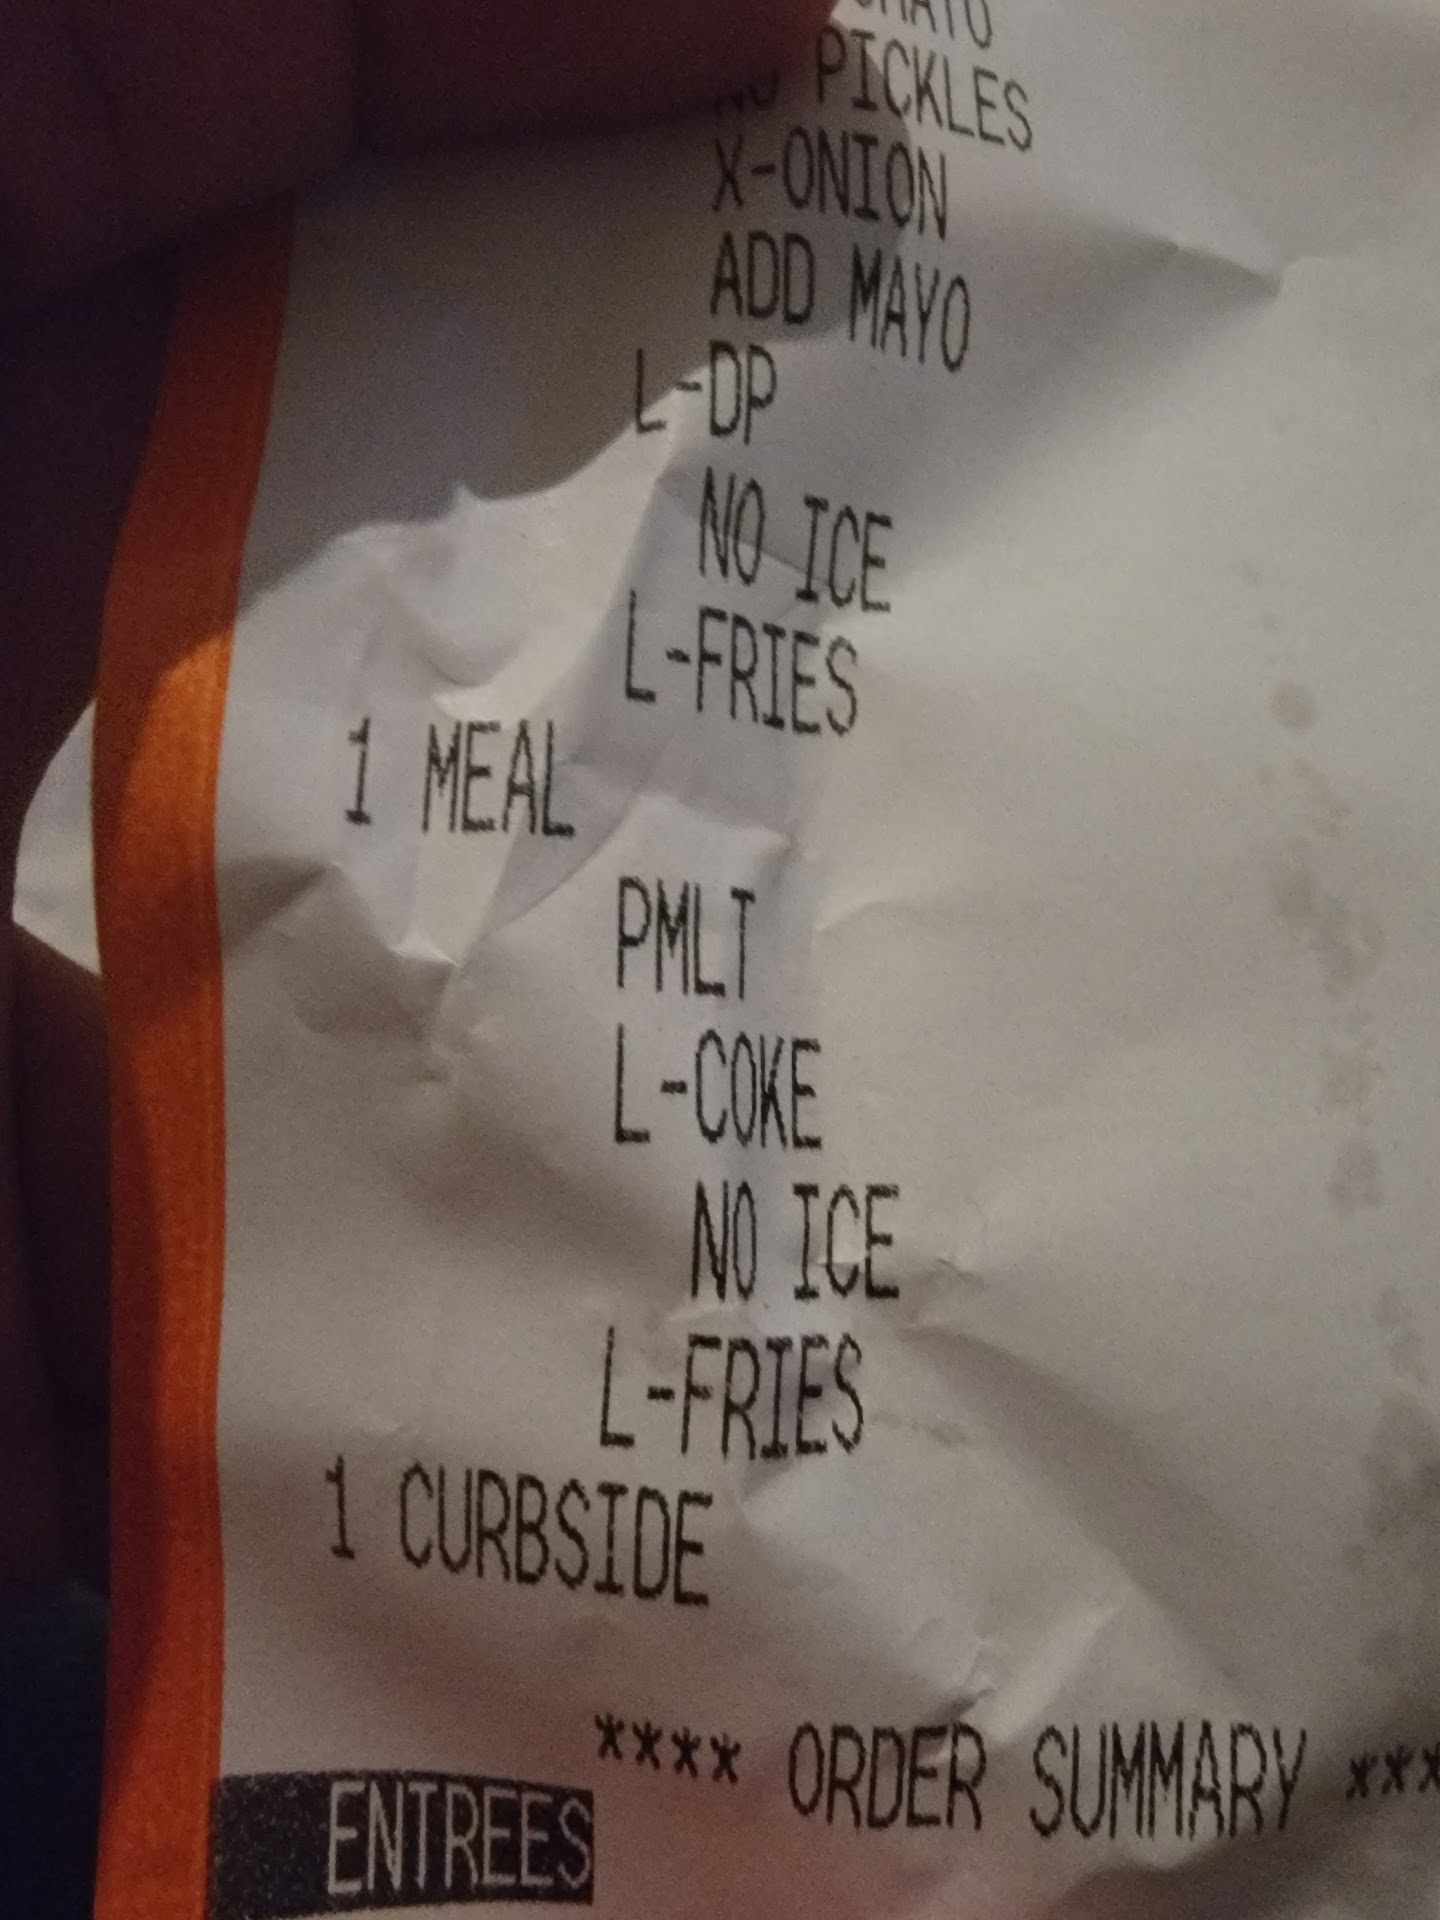 NO PICKLES
X-ONION
ADD MAYO
L-DP
NO ICE
L-FRIES
1 MEAL
PMLT
L-COKE
NO ICE
L-FRIES
1 CURBSIDE
**** ORDER SUMMARY ***
ENTREES